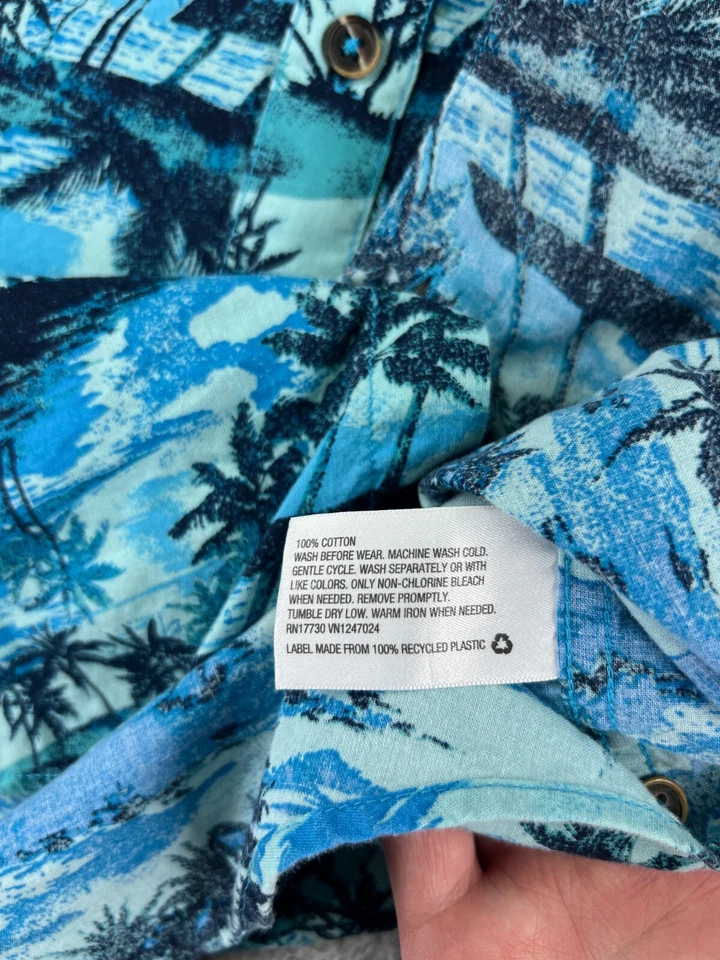 100% COTTON
WASH BEFORE WEAR. MACHINE WASH COLD.
GENTLE CYCLE. WASH SEPARATELY OR WITH
LIKE COLORS. ONLY NON-CHLORINE BLEACH
WHEN NEEDED. REMOVE PROMPTLY.
TUMBLE DRY LOW. WARM IRON WHEN NEEDED.
RN17730 VN1247024
LABEL MADE FROM 100% RECYCLED PLASTIC